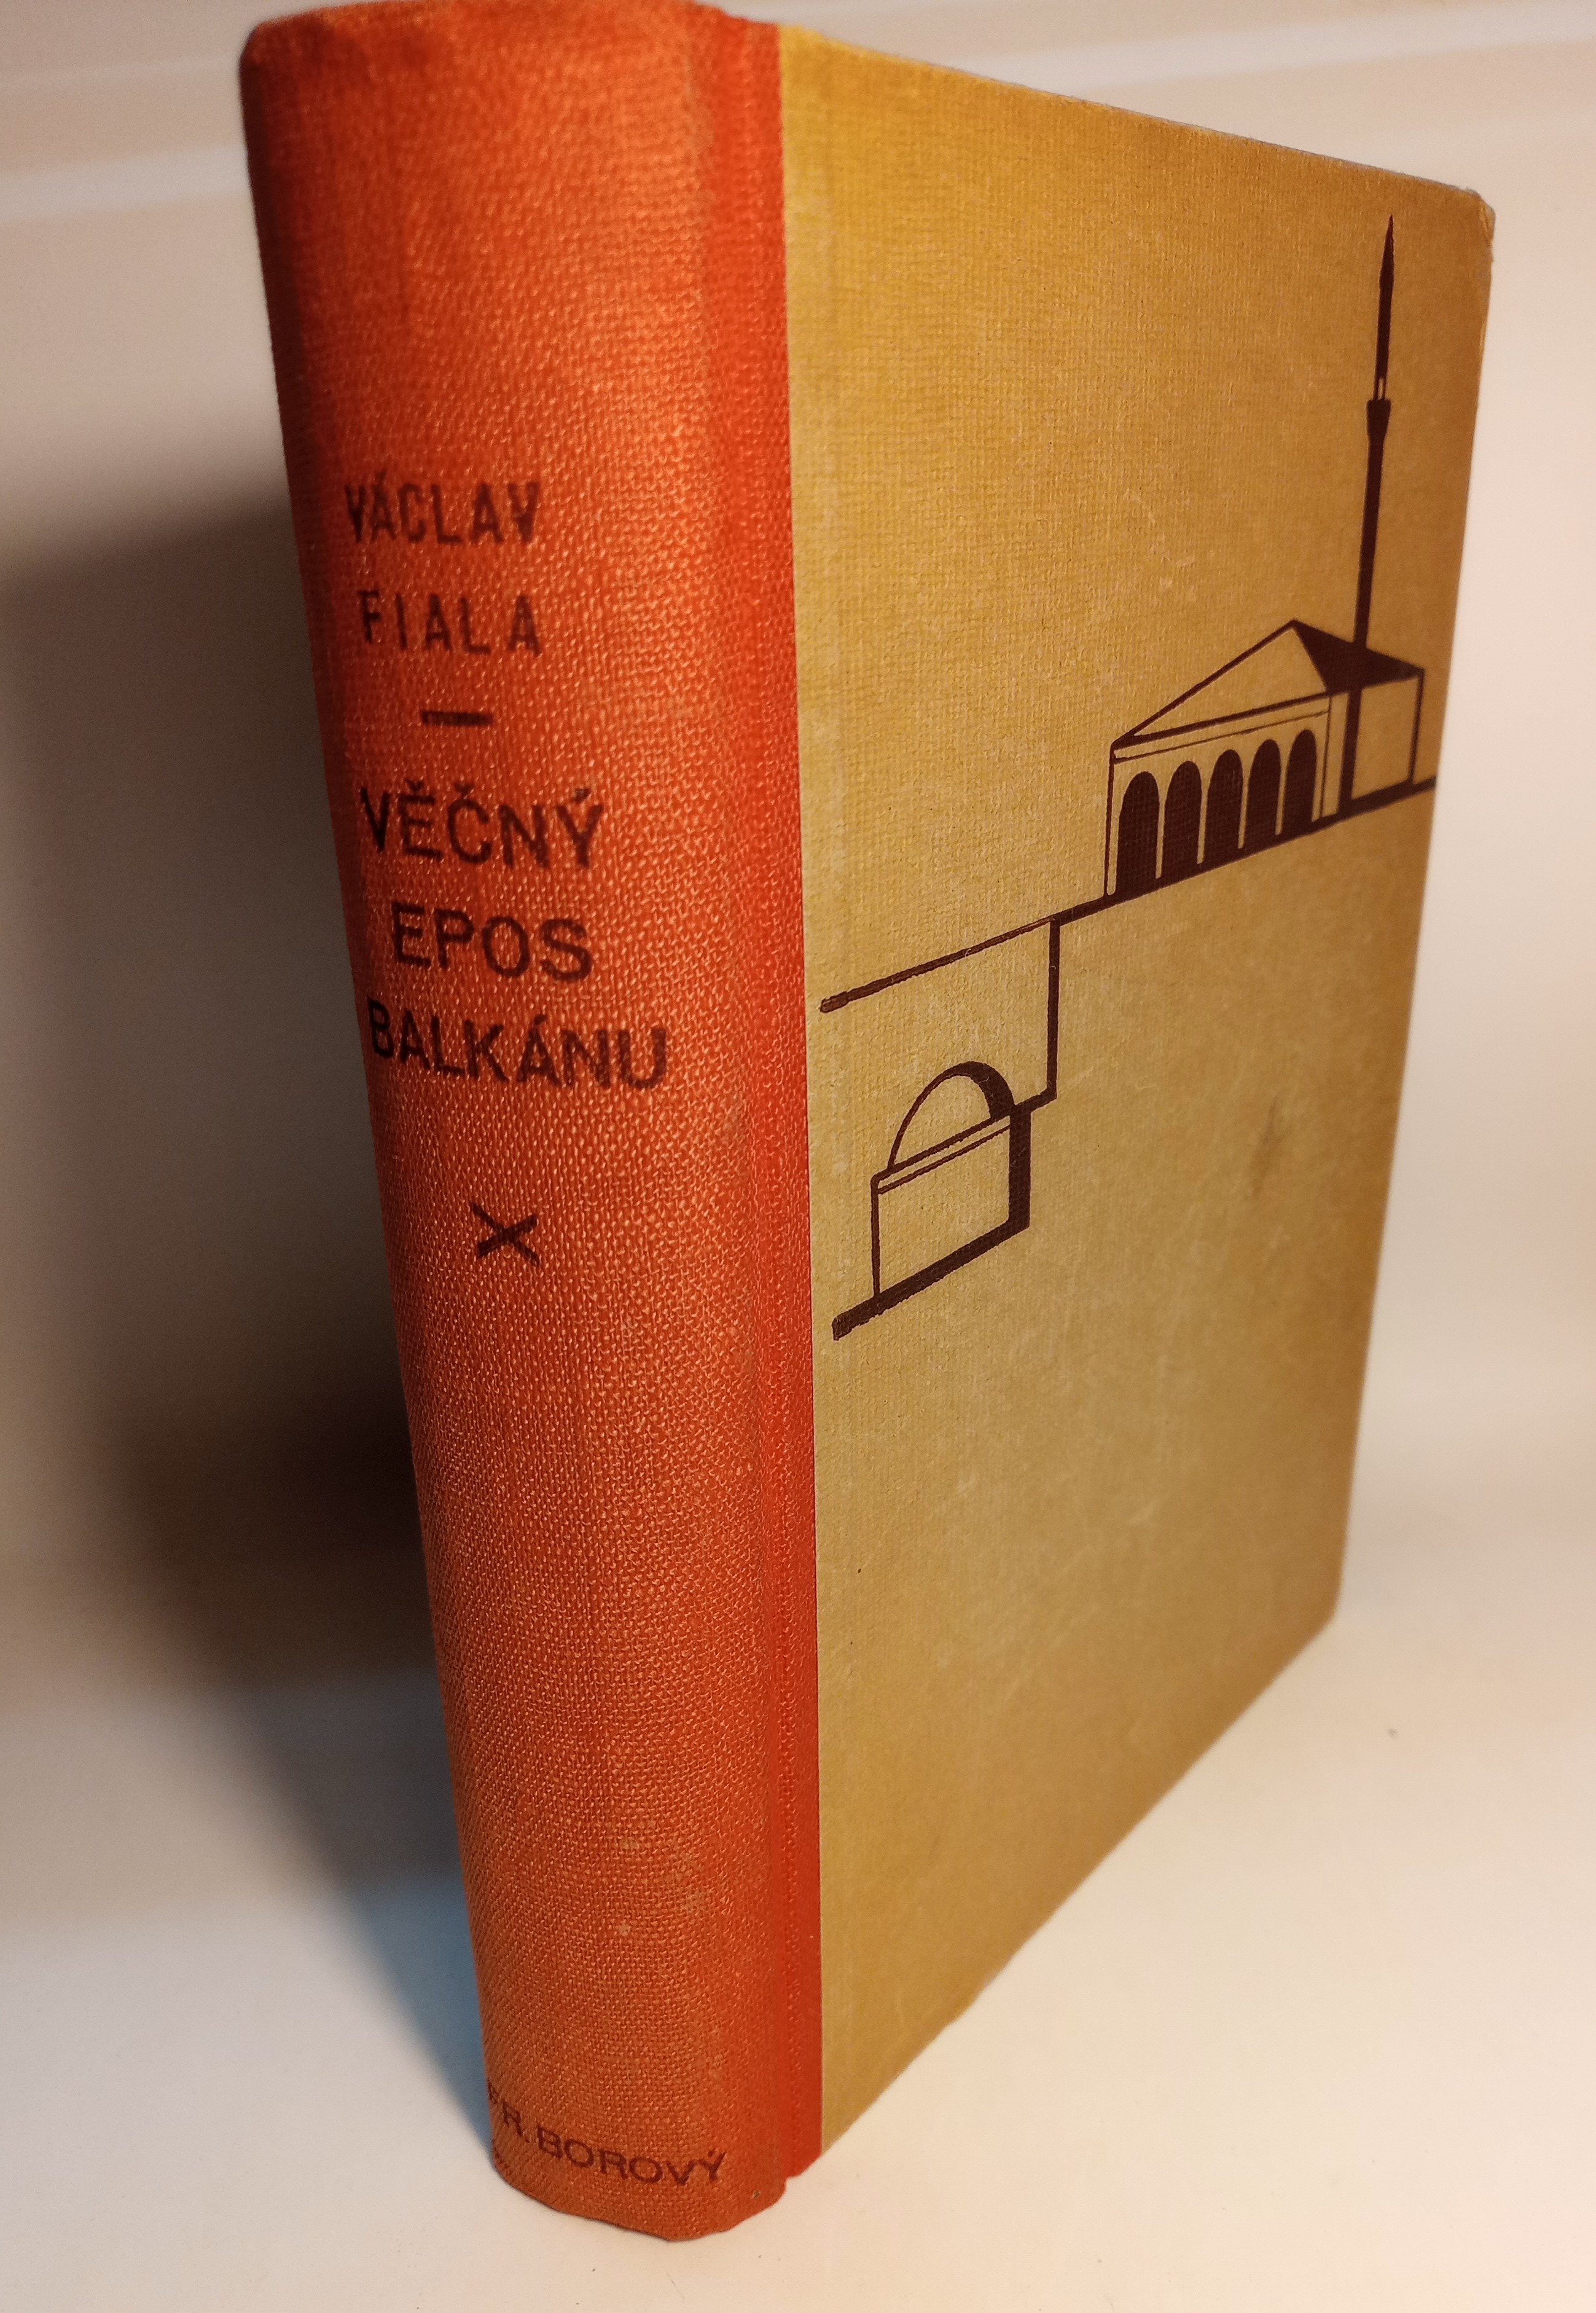 VÁCLAV
FIALA
—
VĚČNÝ
EPOS
BALKÁNU
×
FR. BOROVÝ